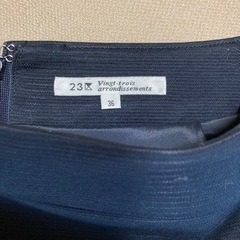 23区 Vingt-trois
arrondissements
36